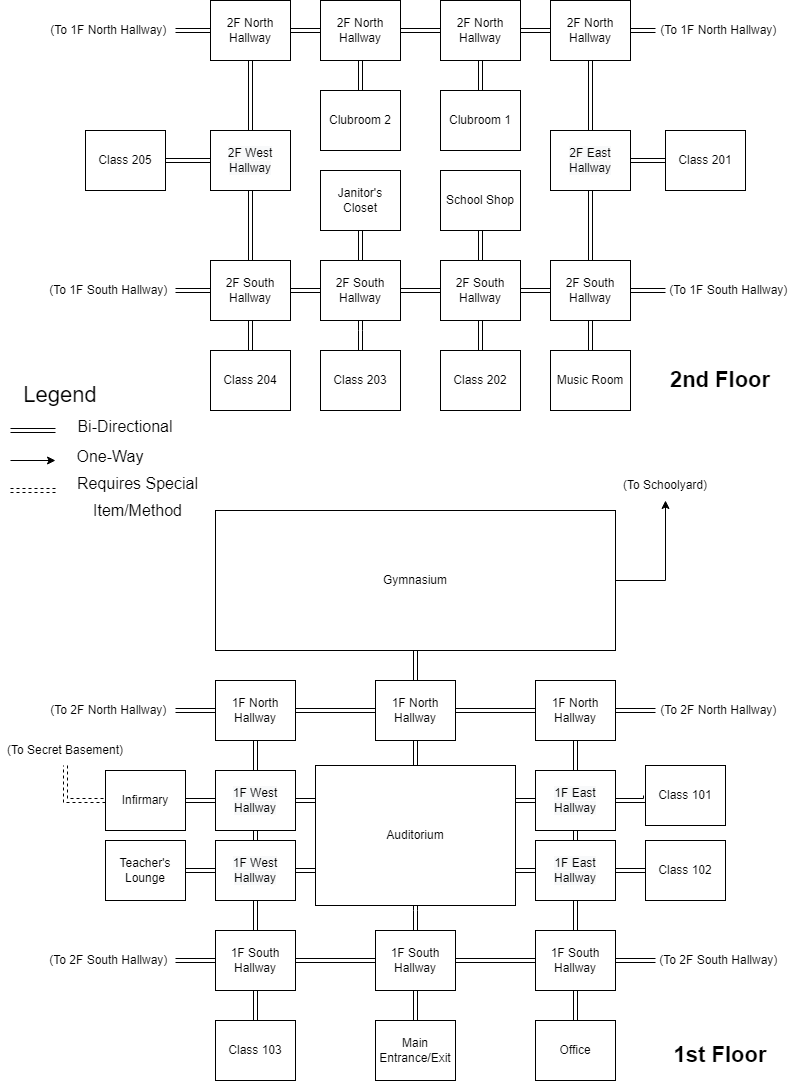 (To 1F North Hallway)
2F North
Hallway
2F North
Hallway
2F North
Hallway
2F North
Hallway
(To 1F North Hallway)
Clubroom 2
Clubroom 1
Class 205
2F West
Hallway
2F East
Hallway
Class 201
Janitor's
Closet
School Shop
(To 1F South Hallway)
2F South
Hallway
2F South
Hallway
2F South
Hallway
2F South
Hallway
(To 1F South Hallway)
Class 204
Class 203
Class 202
Music Room
2nd Floor
Legend
Bi-Directional
One-Way
Requires Special
Item/Method
(To Schoolyard)
Gymnasium
(To 2F North Hallway)
1F North
Hallway
1F North
Hallway
1F North
Hallway
(To 2F North Hallway)
(To Secret Basement)
Infirmary
1F West
Hallway
Auditorium
1F East
Hallway
Class 101
Teacher's
Lounge
1F West
Hallway
1F East
Hallway
Class 102
(To 2F South Hallway)
1F South
Hallway
1F South
Hallway
1F South
Hallway
(To 2F South Hallway)
Class 103
Main
Entrance/Exit
Office
1st Floor